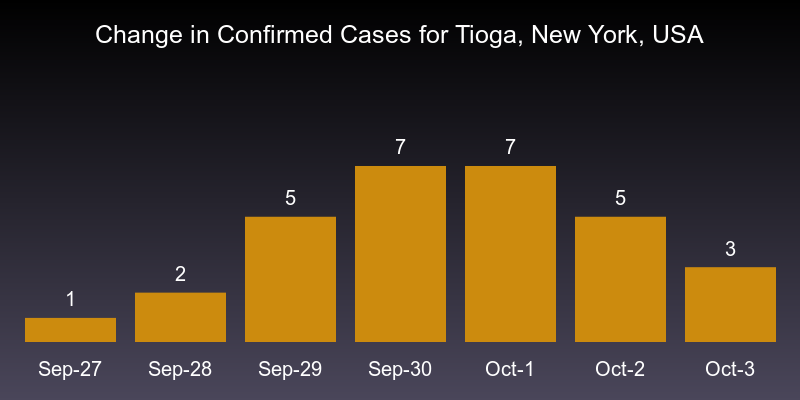 Change in Confirmed Cases for Tioga, New York, USA
7 7
5 5
3
2
1
Sep-27 Sep-28 Sep-29 Sep-30 Oct-1 Oct-2 Oct-3